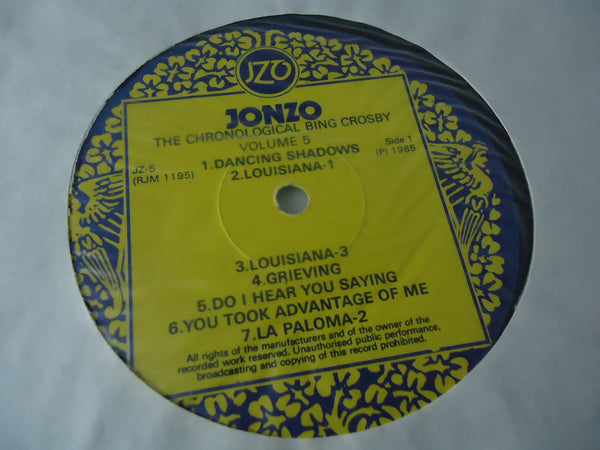 JZO
JONZO
THE CHRONOLOGICAL BING CROSBY
VOLUME 5
JZ-5
(RJM 1195)
Side 1
(P) 1985
1.DANCING SHADOWS
2.LOUISIANA-1
3.LOUISIANA-3
4.GRIEVING
5.DO I HEAR YOU SAYING
6.YOU TOOK ADVANTAGE OF ME
7.LA PALOMA-2
All rights of the manufacturers and of the owner of the
recorded work reserved. Unauthorised public performance,
broadcasting and copying of this record prohibited.